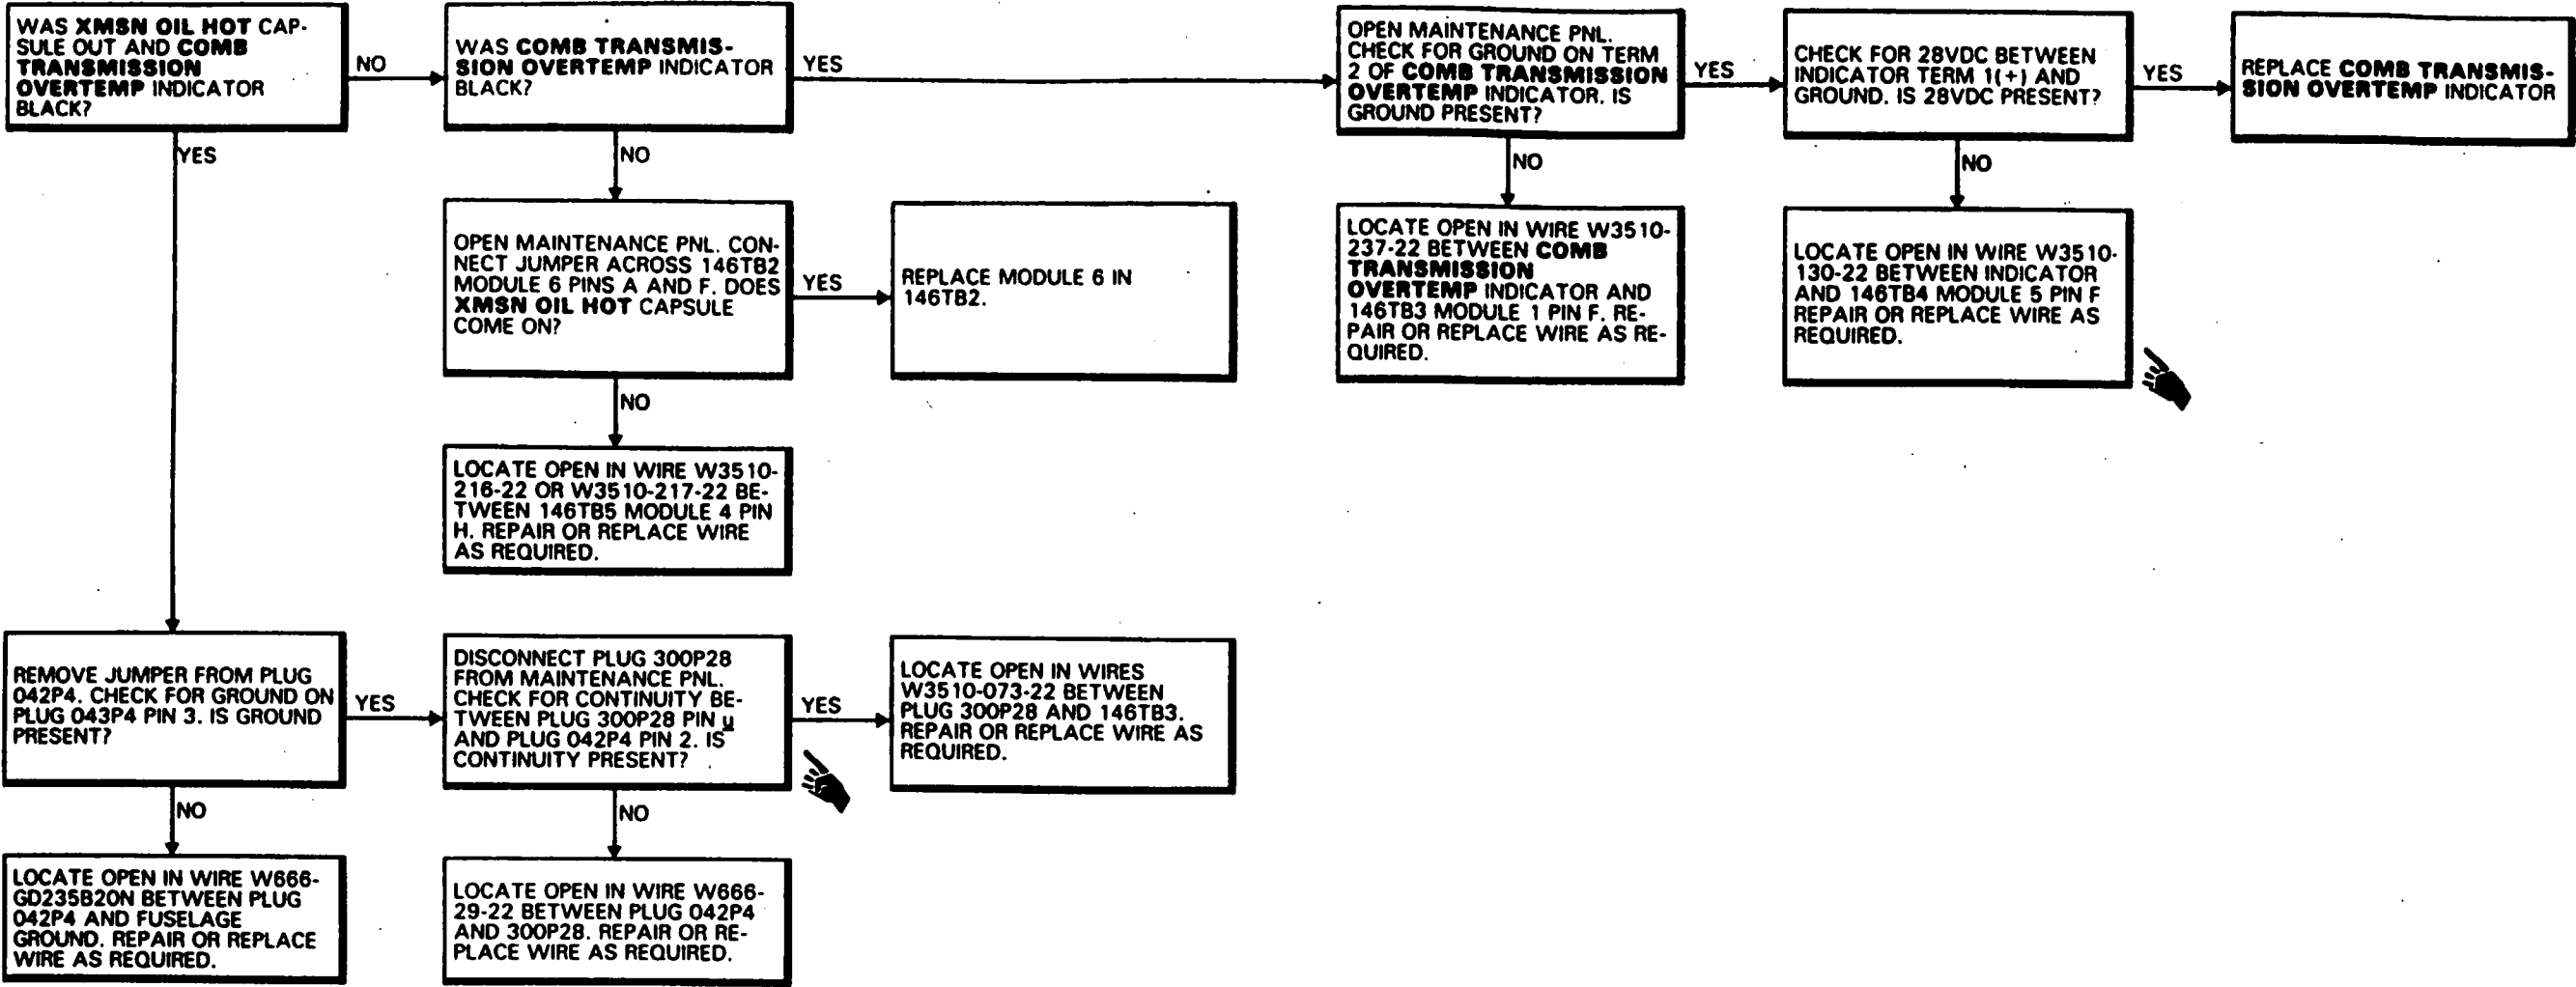 WAS XMSN OIL HOT CAP-
SULE OUT AND COMB
TRANSMISSION
OVERTEMP INDICATOR
BLACK?
NO
WAS COMB TRANSMIS-
SION OVERTEMP INDICATOR
BLACK?
YES
OPEN MAINTENANCE PNL.
CHECK FOR GROUND ON TERM
2 OF COMB TRANSMISSION
OVERTEMP INDICATOR. IS
GROUND PRESENT?
YES
CHECK FOR 28VDC BETWEEN
INDICATOR TERM 1(+) AND
GROUND. IS 28VDC PRESENT?
YES
REPLACE COMB TRANSMIS-
SION OVERTEMP INDICATOR
YES
NO
NO
NO
OPEN MAINTENANCE PNL. CON-
NECT JUMPER ACROSS 146TB2
MODULE 6 PINS A AND F. DOES
XMSN OIL HOT CAPSULE
COME ON?
YES
REPLACE MODULE 6 IN
146TB2.
LOCATE OPEN IN WIRE W3510-
237-22 BETWEEN COMB
TRANSMISSION
OVERTEMP INDICATOR AND
146TB3 MODULE 1 PIN F. RE-
PAIR OR REPLACE WIRE AS RE-
QUIRED.
LOCATE OPEN IN WIRE W3510-
130-22 BETWEEN INDICATOR
AND 146TB4 MODULE 5 PIN F
REPAIR OR REPLACE WIRE AS
REQUIRED.
NO
LOCATE OPEN IN WIRE W3510-
216-22 OR W3510-217-22 BE-
TWEEN 146TB5 MODULE 4 PIN
H. REPAIR OR REPLACE WIRE
AS REQUIRED.
REMOVE JUMPER FROM PLUG
042P4. CHECK FOR GROUND ON
PLUG 043P4 PIN 3. IS GROUND
PRESENT?
YES
DISCONNECT PLUG 300P28
FROM MAINTENANCE PNL.
CHECK FOR CONTINUITY BE-
TWEEN PLUG 300P28 PIN u
AND PLUG 042P4 PIN 2. IS
CONTINUITY PRESENT?
YES
LOCATE OPEN IN WIRES
W3510-073-22 BETWEEN
PLUG 300P28 AND 146TB3.
REPAIR OR REPLACE WIRE AS
REQUIRED.
NO
NO
LOCATE OPEN IN WIRE W666-
GD235B20N BETWEEN PLUG
042P4 AND FUSELAGE
GROUND. REPAIR OR REPLACE
WIRE AS REQUIRED.
LOCATE OPEN IN WIRE W666-
29-22 BETWEEN PLUG 042P4
AND 300P28. REPAIR OR RE-
PLACE WIRE AS REQUIRED.